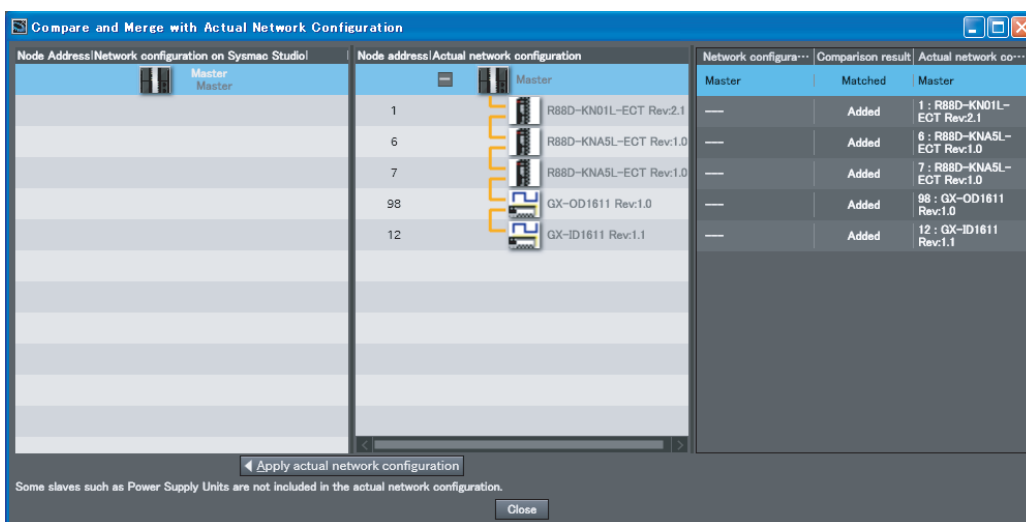 Compare and Merge with Actual Network Configuration
Node Address|Network configuration on Sysmac Studio|
Master
Master
Node address|Actual network configuration
Master
1 R88D-KN01L-ECT Rev:2.1
6 R88D-KNA5L-ECT Rev:1.0
7 R88D-KNA5L-ECT Rev:1.0
98 GX-OD1611 Rev:1.0
12 GX-ID1611 Rev:1.1
Network configura··· Comparison result Actual network co···
Master Matched Master
--- Added 1 : R88D-KN01L-
ECT Rev:2.1
--- Added 6 : R88D-KNA5L-
ECT Rev:1.0
--- Added 7 : R88D-KNA5L-
ECT Rev:1.0
--- Added 98 : GX-OD1611
Rev:1.0
--- Added 12 : GX-ID1611
Rev:1.1
Apply actual network configuration
Some slaves such as Power Supply Units are not included in the actual network configuration.
Close